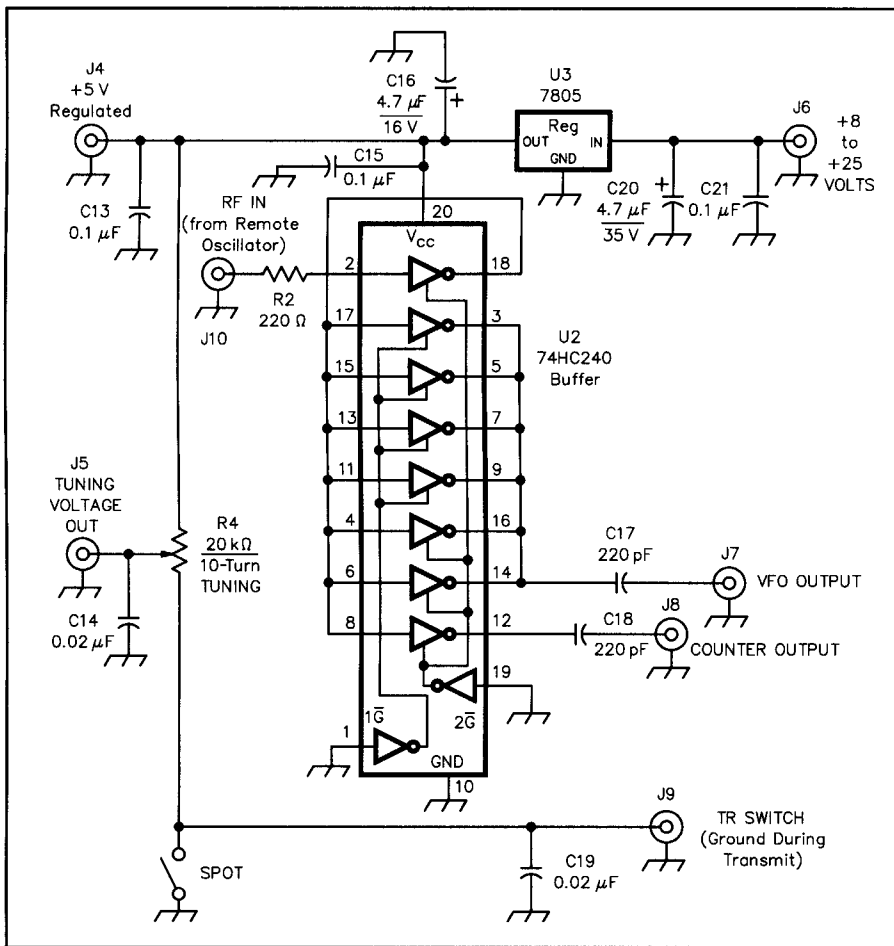 J4
+5 V
Regulated
C16
4.7 µF
16 V
+
U3
7805
Reg
OUT
IN
GND
J6
+8
to
+25
VOLTS
C13
0.1 µF
C15
0.1 µF
C20
4.7 µF
35 V
+
C21
0.1 µF
RF IN
(from Remote
Oscillator)
J10
R2
220 Ω
20
VCC
2
18
17
3
15
5
13
7
11
9
4
16
6
14
8
12
19
1
1G̅
2G̅
GND
10
U2
74HC240
Buffer
J5
TUNING
VOLTAGE
OUT
R4
20 kΩ
10-Turn
TUNING
C14
0.02 µF
C17
220 pF
J7
VFO OUTPUT
C18
220 pF
J8
COUNTER OUTPUT
SPOT
C19
0.02 µF
J9
TR SWITCH
(Ground During
Transmit)